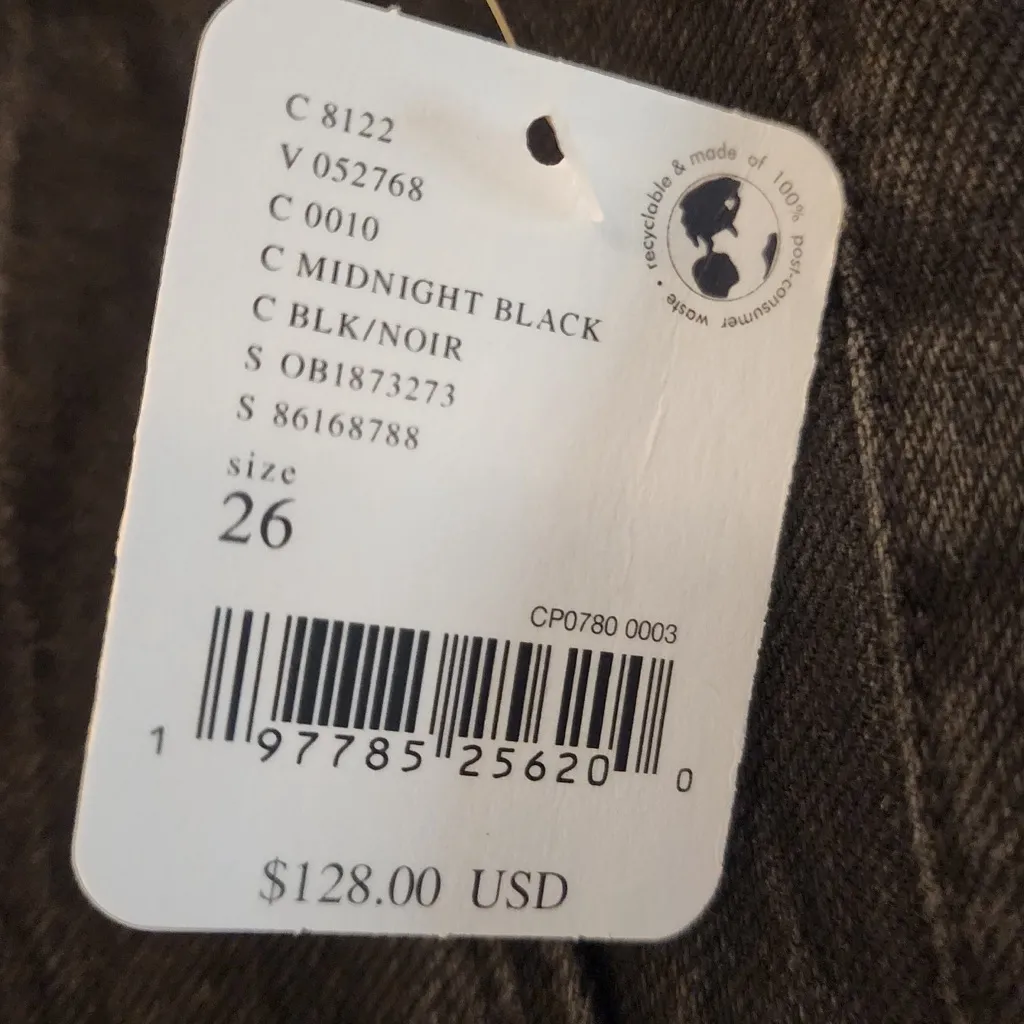 C 8122
V 052768
C 0010
C MIDNIGHT BLACK
C BLK/NOIR
S OB1873273
S 86168788
size
26
recyclable & made of 100% post-consumer waste •
CP0780 0003
1 97785 25620 0
$128.00 USD